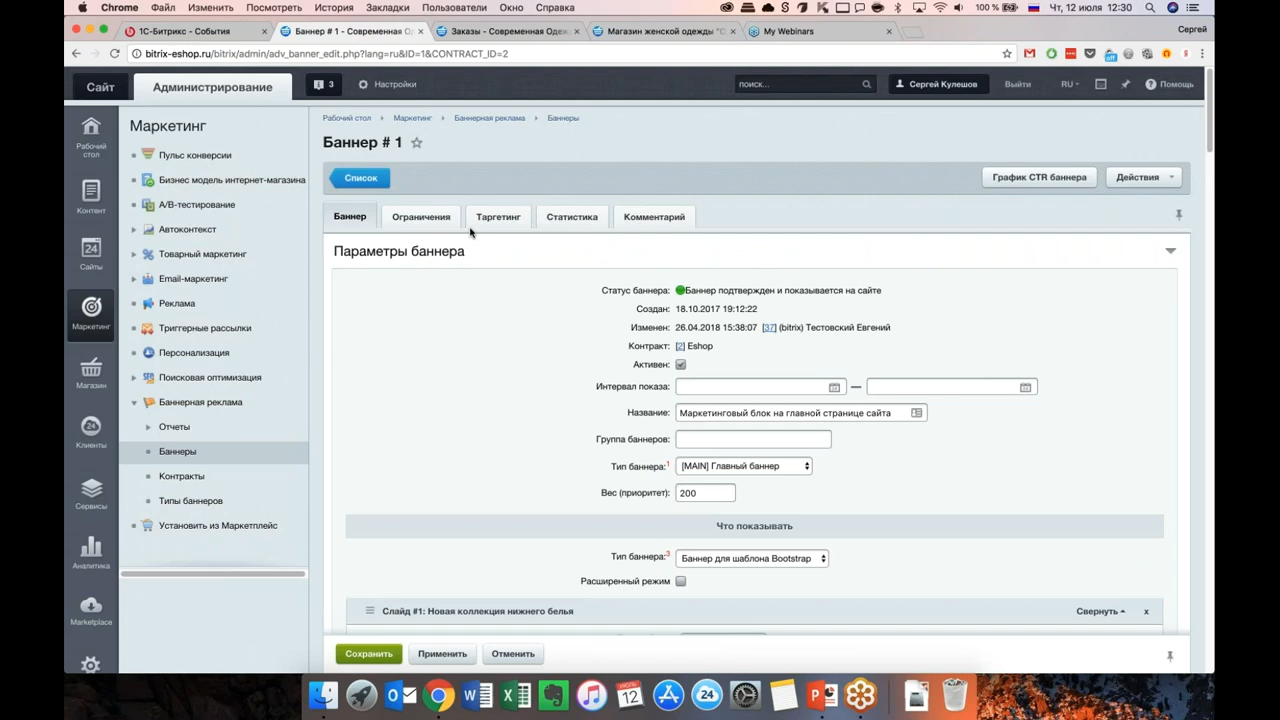 Chrome Файл Изменить Посмотреть История Закладки Пользователи Окно Справка 100 % Чт, 12 июля 12:30
1С-Битрикс - События Баннер # 1 - Современная О Заказы - Современная Одеж Магазин женской одежды "С My Webinars Сергей
bitrix-eshop.ru/bitrix/admin/adv_banner_edit.php?lang=ru&ID=1&CONTRACT_ID=2
Сайт Администрирование 3 Настройки поиск... Сергей Кулешов Выйти RU Помощь
Рабочий стол
Контент
24
Сайты
Маркетинг
Магазин
Клиенты
Сервисы
Аналитика
Marketplace
Маркетинг
Пульс конверсии
Бизнес модель интернет-магазина
A/B-тестирование
Автоконтекст
Товарный маркетинг
Email-маркетинг
Реклама
Триггерные рассылки
Персонализация
Поисковая оптимизация
Баннерная реклама
Отчеты
Баннеры
Контракты
Типы баннеров
Установить из Маркетплейс
Рабочий стол Маркетинг Баннерная реклама Баннеры
Баннер # 1
Список График CTR баннера Действия
Баннер Ограничения Таргетинг Статистика Комментарий
Параметры баннера
Статус баннера: Баннер подтвержден и показывается на сайте
Создан: 18.10.2017 19:12:22
Изменен: 26.04.2018 15:38:07 [37] (bitrix) Тестовский Евгений
Контракт: [2] Eshop
Активен:
Интервал показа: —
Название: Маркетинговый блок на главной странице сайта
Группа баннеров:
Тип баннера:1 [MAIN] Главный баннер
Вес (приоритет): 200
Что показывать
Тип баннера:3 Баннер для шаблона Bootstrap
Расширенный режим
Слайд #1: Новая коллекция нижнего белья Свернуть x
Сохранить Применить Отменить
ИЮЛЬ
12
24